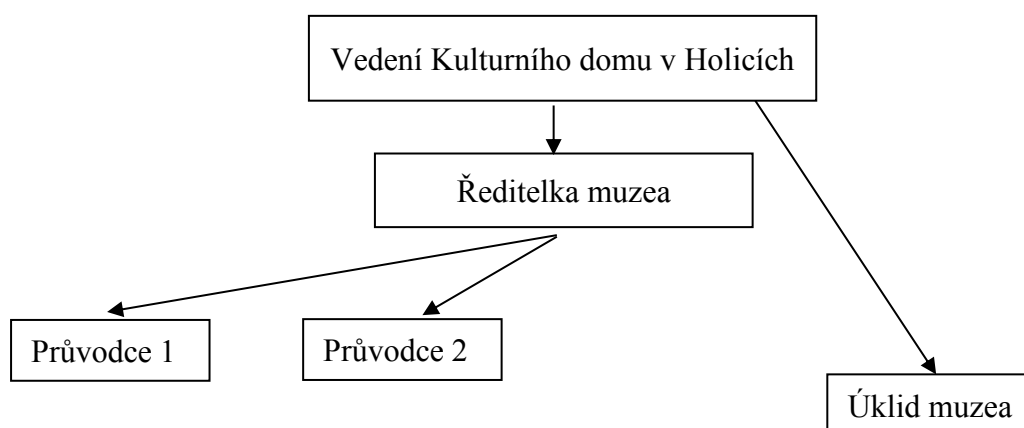 Vedení Kulturního domu v Holicích
Ředitelka muzea
Průvodce 1
Průvodce 2
Úklid muzea